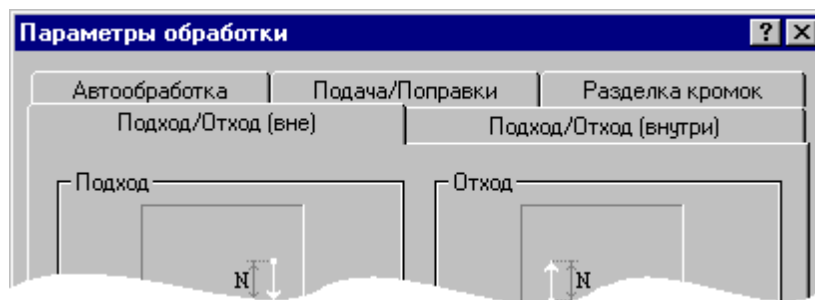 Параметры обработки
Автообработка Подача/Поправки Разделка кромок
Подход/Отход (вне) Подход/Отход (внутри)
Подход Отход
N N